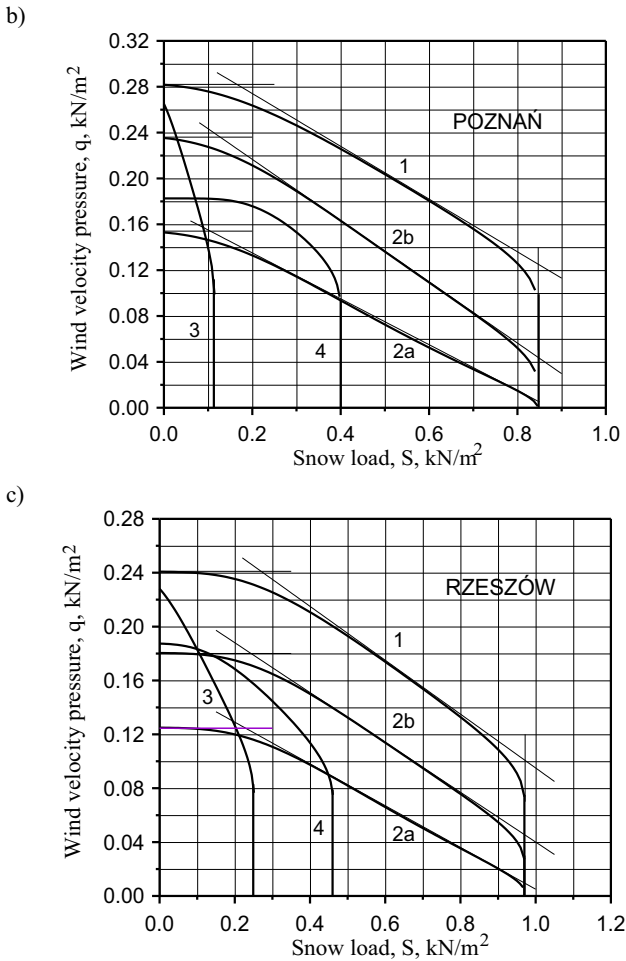 b)
0.32
0.28
POZNAŃ
0.24
1
0.20
2b
0.16
0.12
0.08
3
4
2a
0.04
0.00
0.0 0.2 0.4 0.6 0.8 1.0
Wind velocity pressure, q, kN/m²
Snow load, S, kN/m²
c)
0.28
0.24
RZESZÓW
1
0.20
3
0.16
2b
0.12
0.08
4
2a
0.04
0.00
0.0 0.2 0.4 0.6 0.8 1.0 1.2
Wind velocity pressure, q, kN/m²
Snow load, S, kN/m²